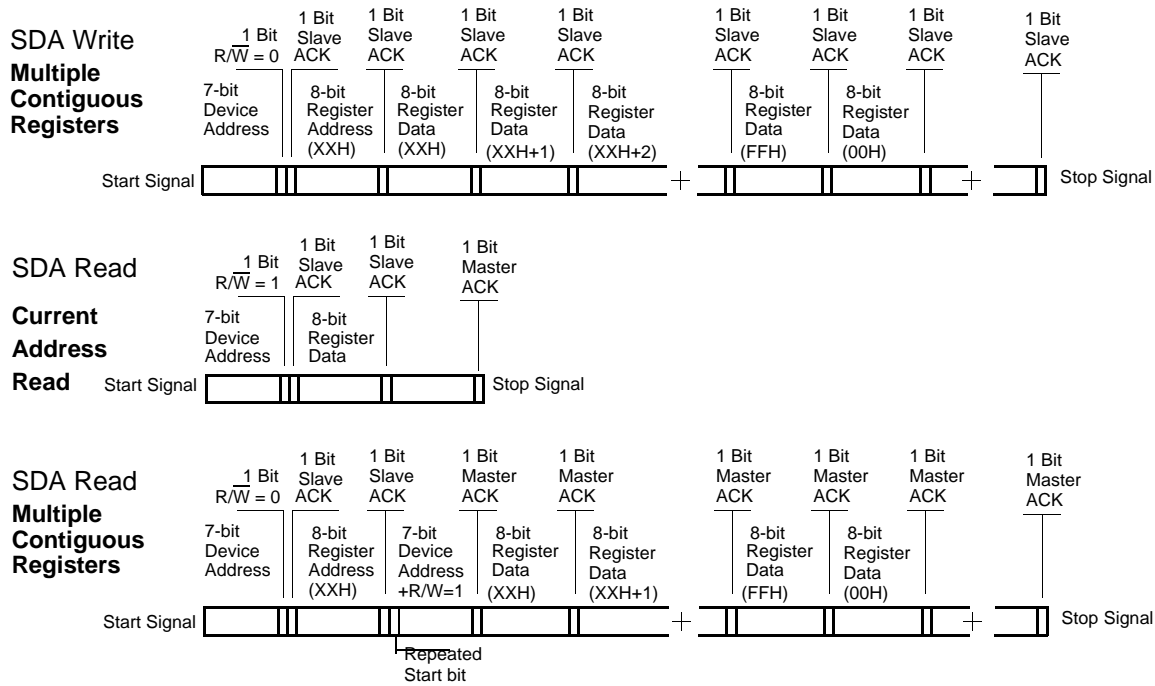 SDA Write
Multiple
Contiguous
Registers
1 Bit
R/W = 0
1 Bit
Slave
ACK
1 Bit
Slave
ACK
1 Bit
Slave
ACK
1 Bit
Slave
ACK
1 Bit
Slave
ACK
1 Bit
Slave
ACK
1 Bit
Slave
ACK
1 Bit
Slave
ACK
7-bit
Device
Address
8-bit
Register
Address
(XXH)
8-bit
Register
Data
(XXH)
8-bit
Register
Data
(XXH+1)
8-bit
Register
Data
(XXH+2)
8-bit
Register
Data
(FFH)
8-bit
Register
Data
(00H)
Start Signal
Stop Signal
SDA Read
Current
Address
Read
1 Bit
R/W = 1
1 Bit
Slave
ACK
1 Bit
Slave
ACK
1 Bit
Master
ACK
7-bit
Device
Address
8-bit
Register
Data
Start Signal
Stop Signal
SDA Read
Multiple
Contiguous
Registers
1 Bit
R/W = 0
1 Bit
Slave
ACK
1 Bit
Slave
ACK
1 Bit
Master
ACK
1 Bit
Master
ACK
1 Bit
Master
ACK
1 Bit
Master
ACK
1 Bit
Master
ACK
1 Bit
Master
ACK
7-bit
Device
Address
8-bit
Register
Address
(XXH)
7-bit
Device
Address
+R/W=1
8-bit
Register
Data
(XXH)
8-bit
Register
Data
(XXH+1)
8-bit
Register
Data
(FFH)
8-bit
Register
Data
(00H)
Start Signal
Stop Signal
Repeated
Start bit